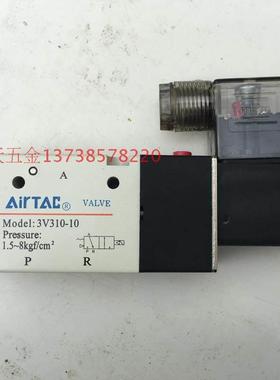 天五金13738578220
A
AirTAC®
VALVE
Model: 3V310-10
Pressure:
1.5~8kgf/cm²
A
P R
P R